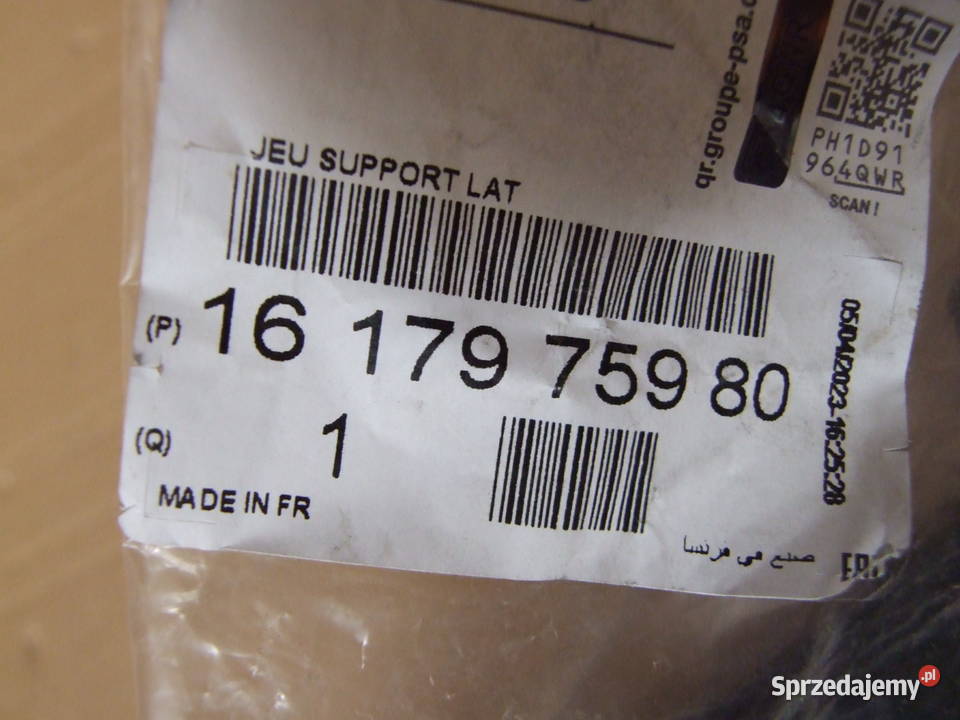 qr.groupe-psa.c
PH1D91
964QWR
SCAN!
JEU SUPPORT LAT
(P) 16 179 759 80
(Q) 1
MADE IN FR
05/04/2023-16:25:28
صنع في فرنسا
Sprzedajemy.pl